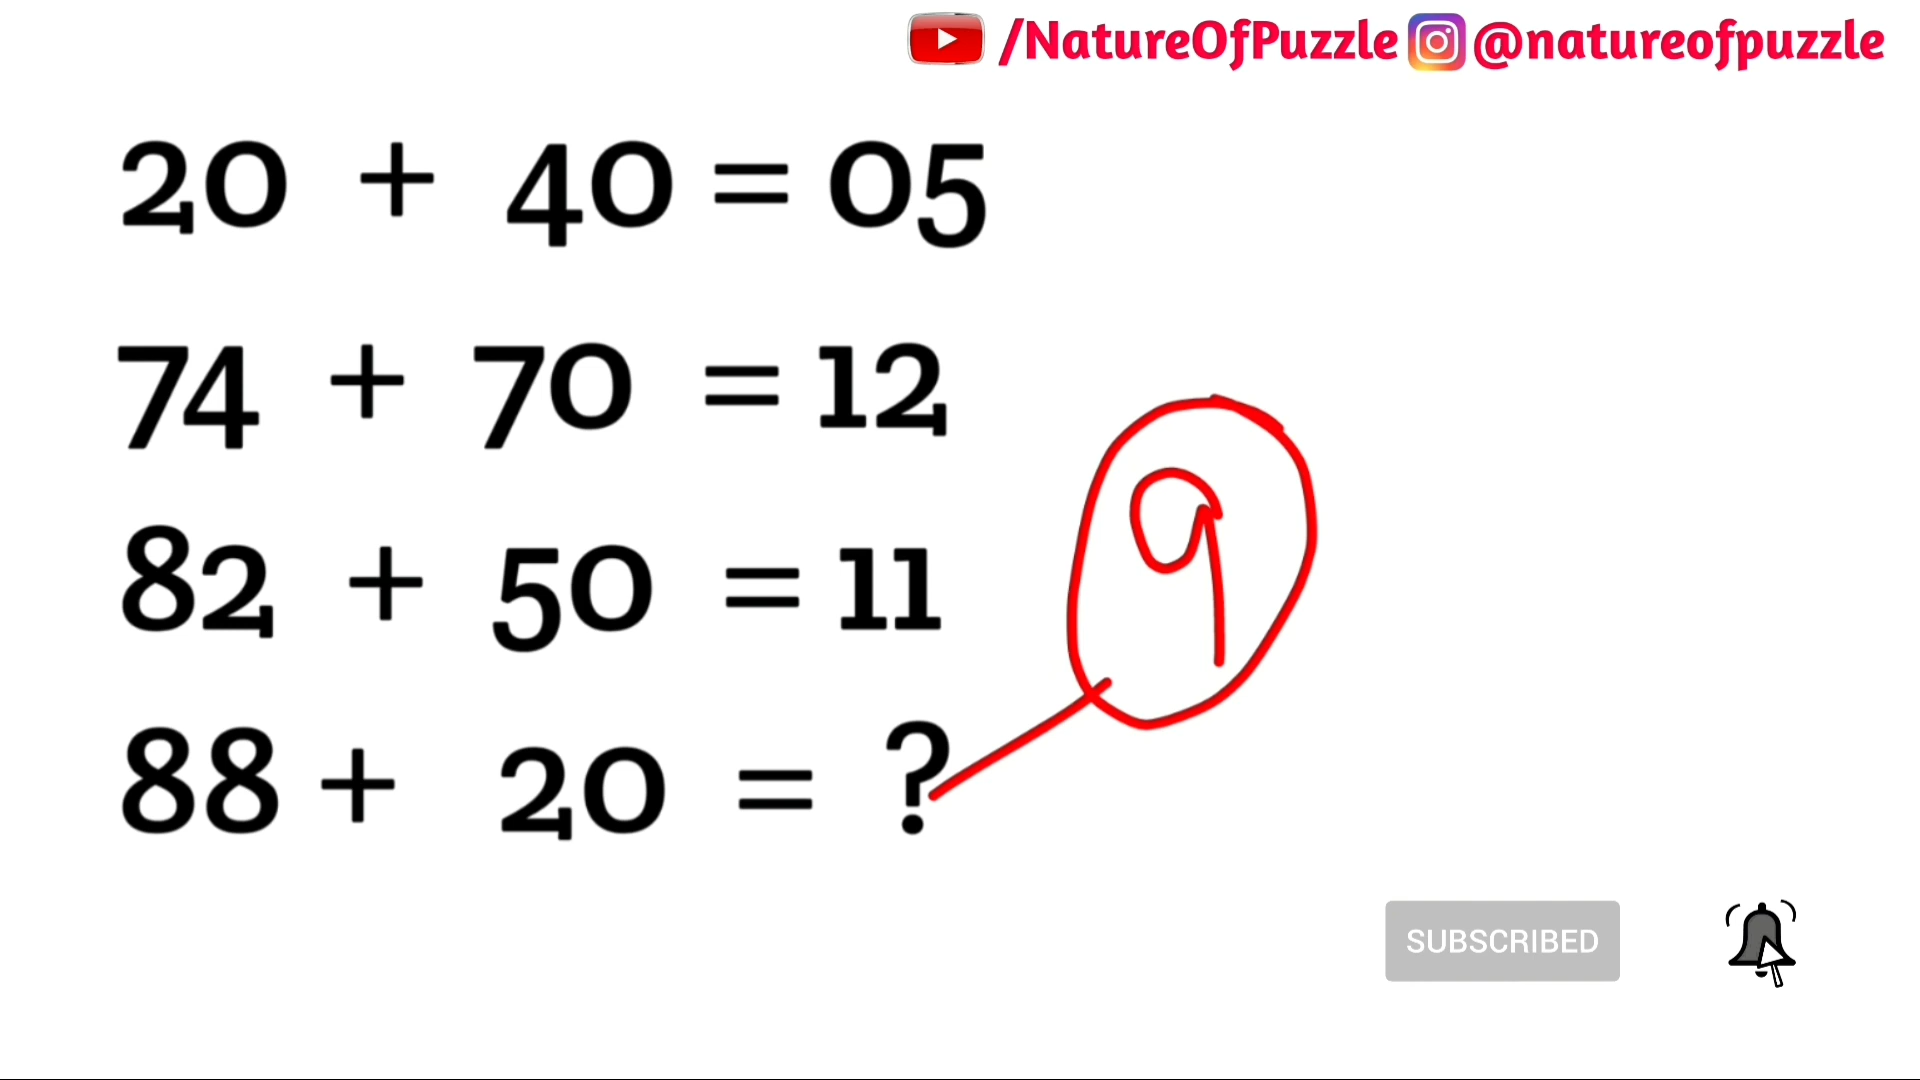 /NatureOfPuzzle @natureofpuzzle
20 + 40 = 05
74 + 70 = 12
9
82 + 50 = 11
88 + 20 = ?
SUBSCRIBED